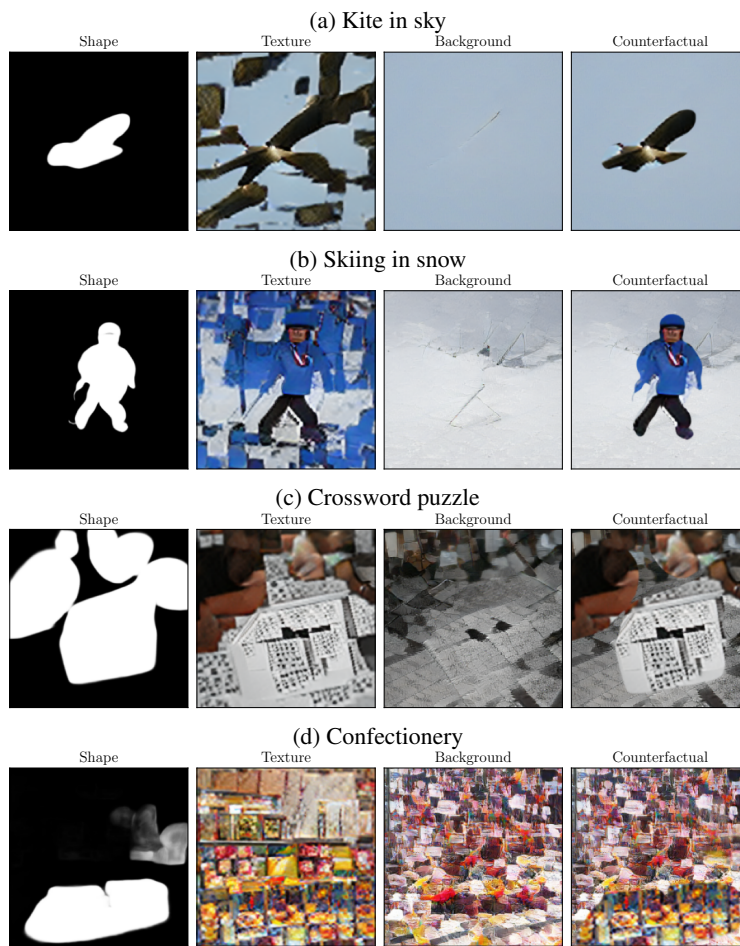 (a) Kite in sky
Shape Texture Background Counterfactual
(b) Skiing in snow
Shape Texture Background Counterfactual
(c) Crossword puzzle
Shape Texture Background Counterfactual
(d) Confectionery
Shape Texture Background Counterfactual